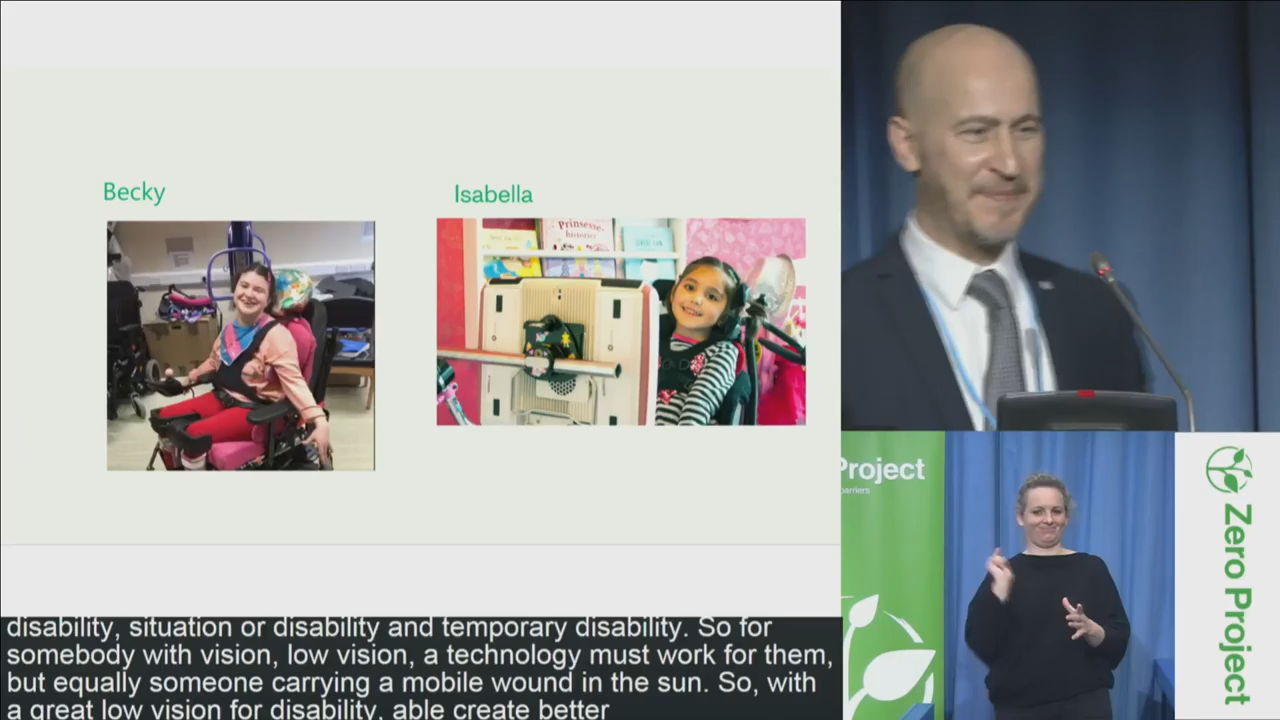 Becky
Isabella
Prinsesse
historier
disability, situation or disability and temporary disability. So for
somebody with vision, low vision, a technology must work for them,
but equally someone carrying a mobile wound in the sun. So, with
a great low vision for disability, able create better
Project
barriers
Zero Project